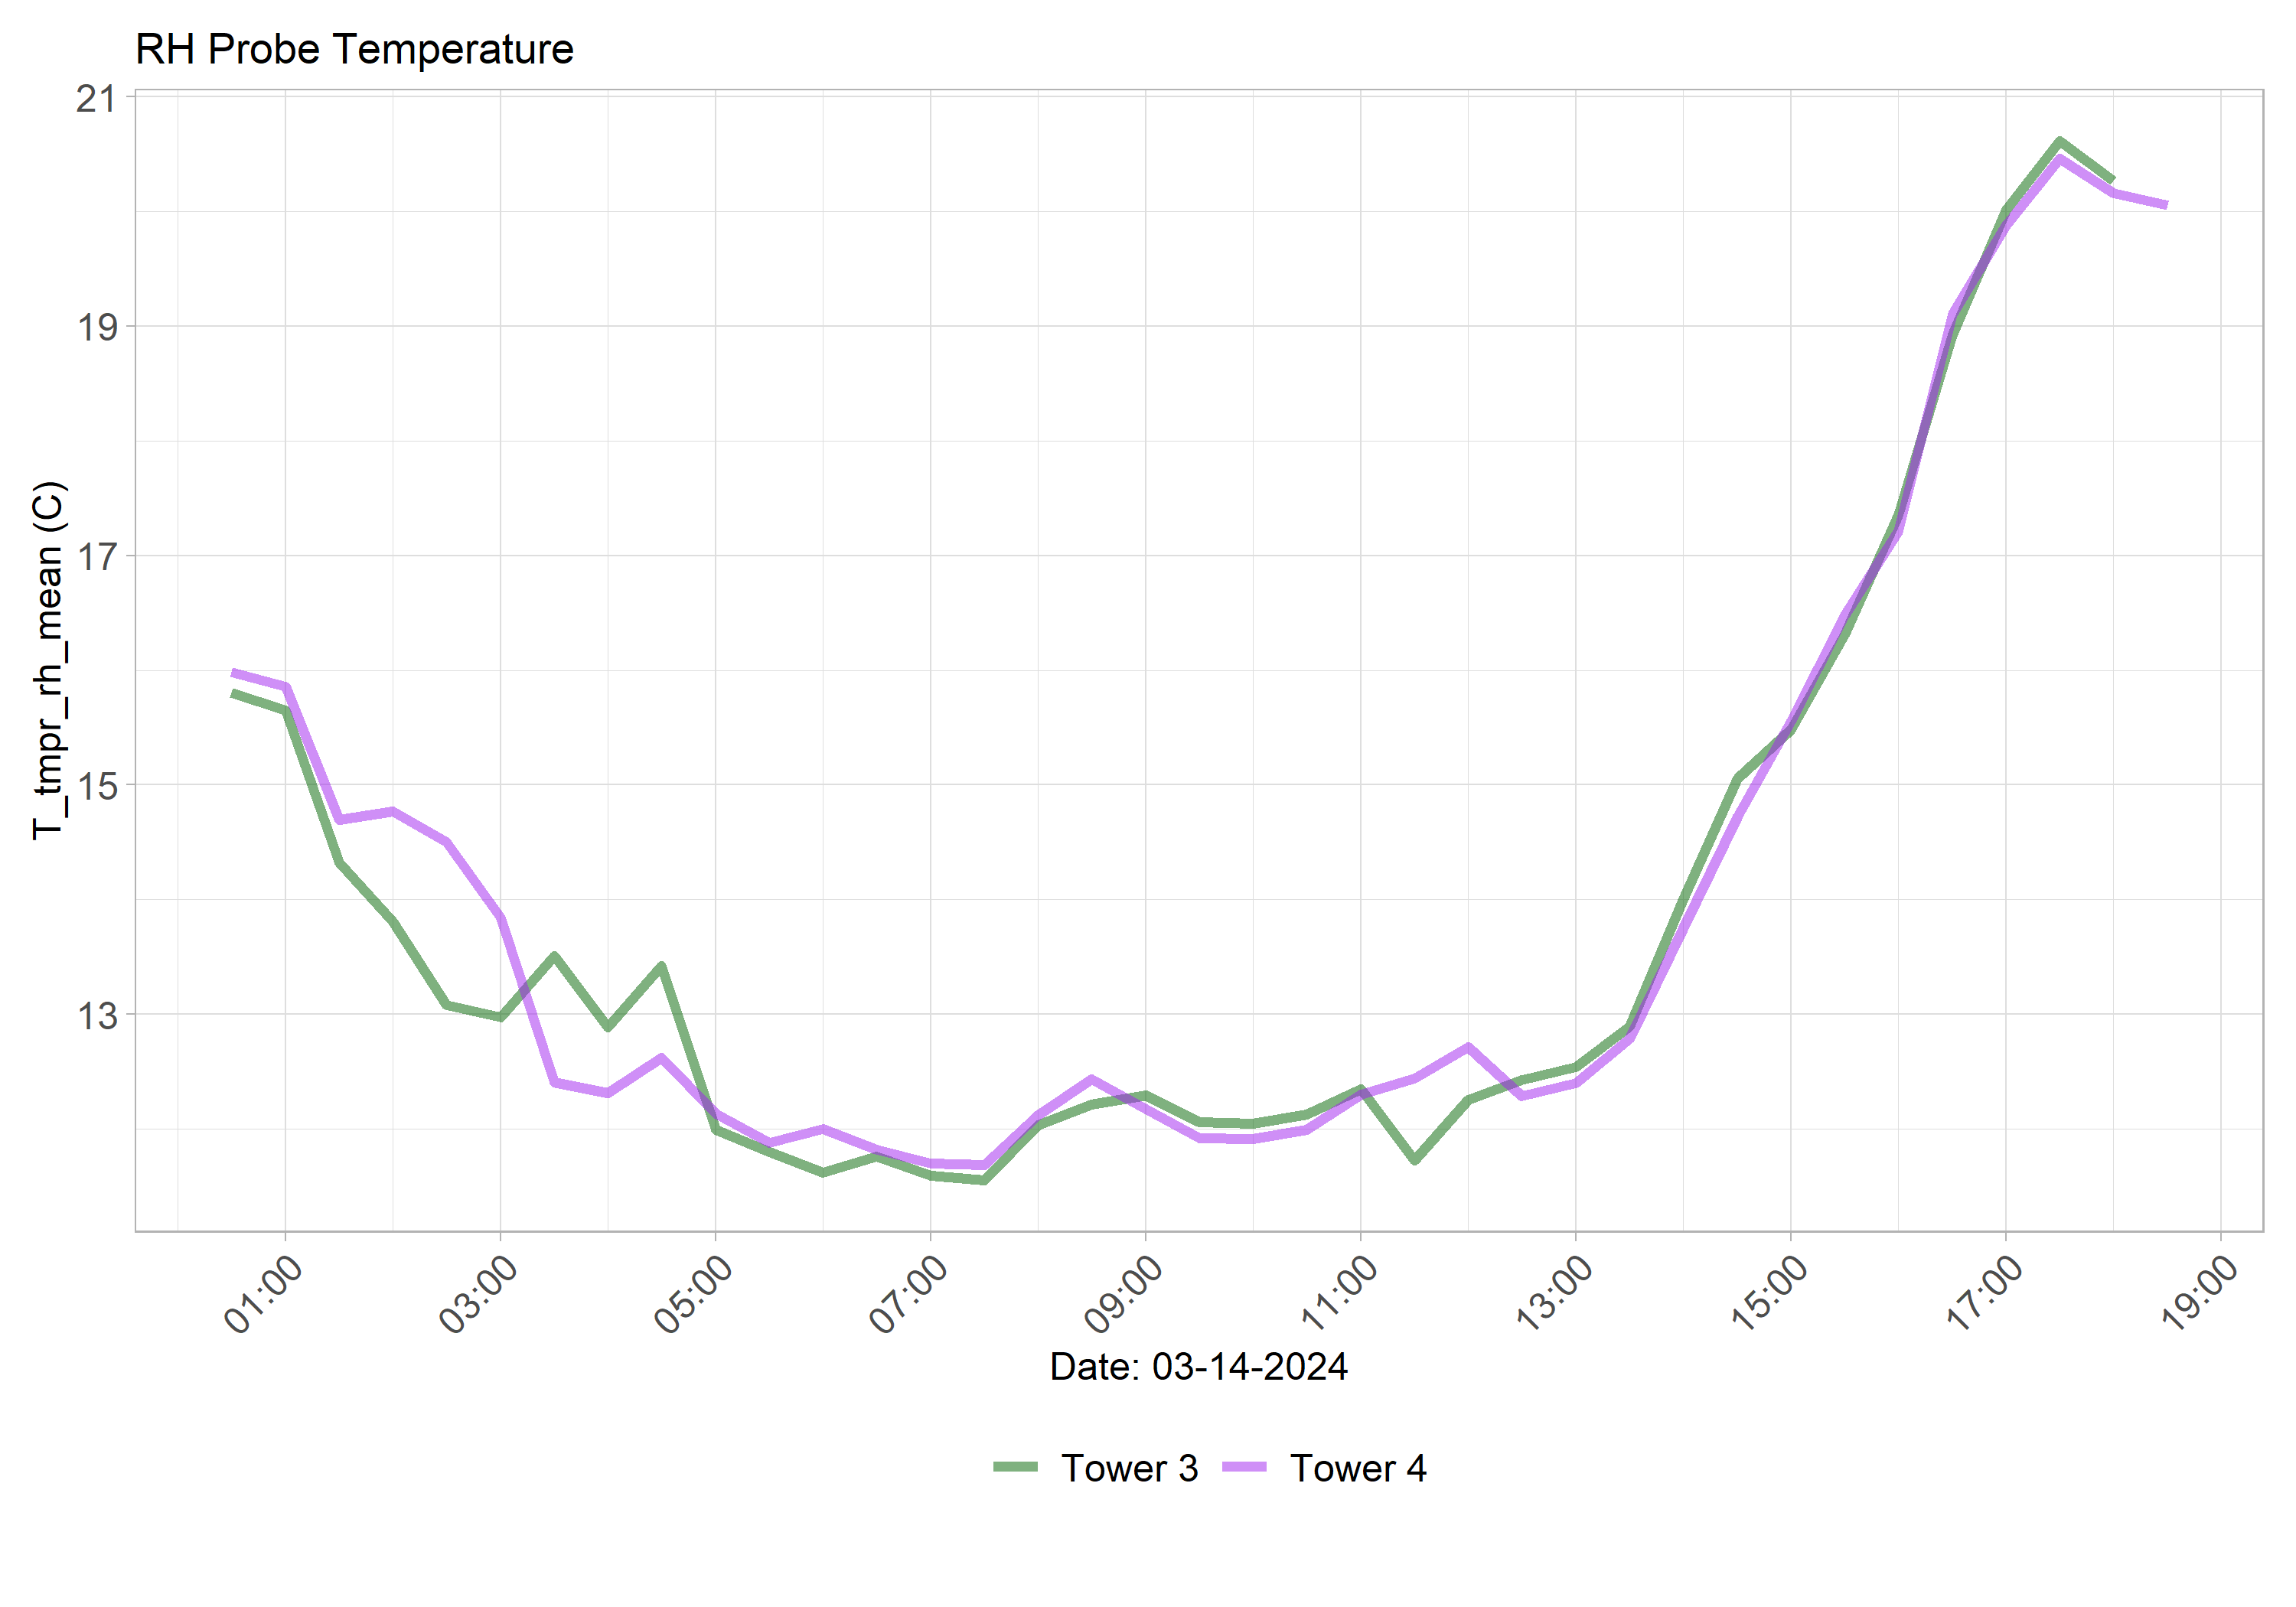 RH Probe Temperature
21
19
17
15
13
T_tmpr_rh_mean (C)
01:00 03:00 05:00 07:00 09:00 11:00 13:00 15:00 17:00 19:00
Date: 03-14-2024
Tower 3 Tower 4